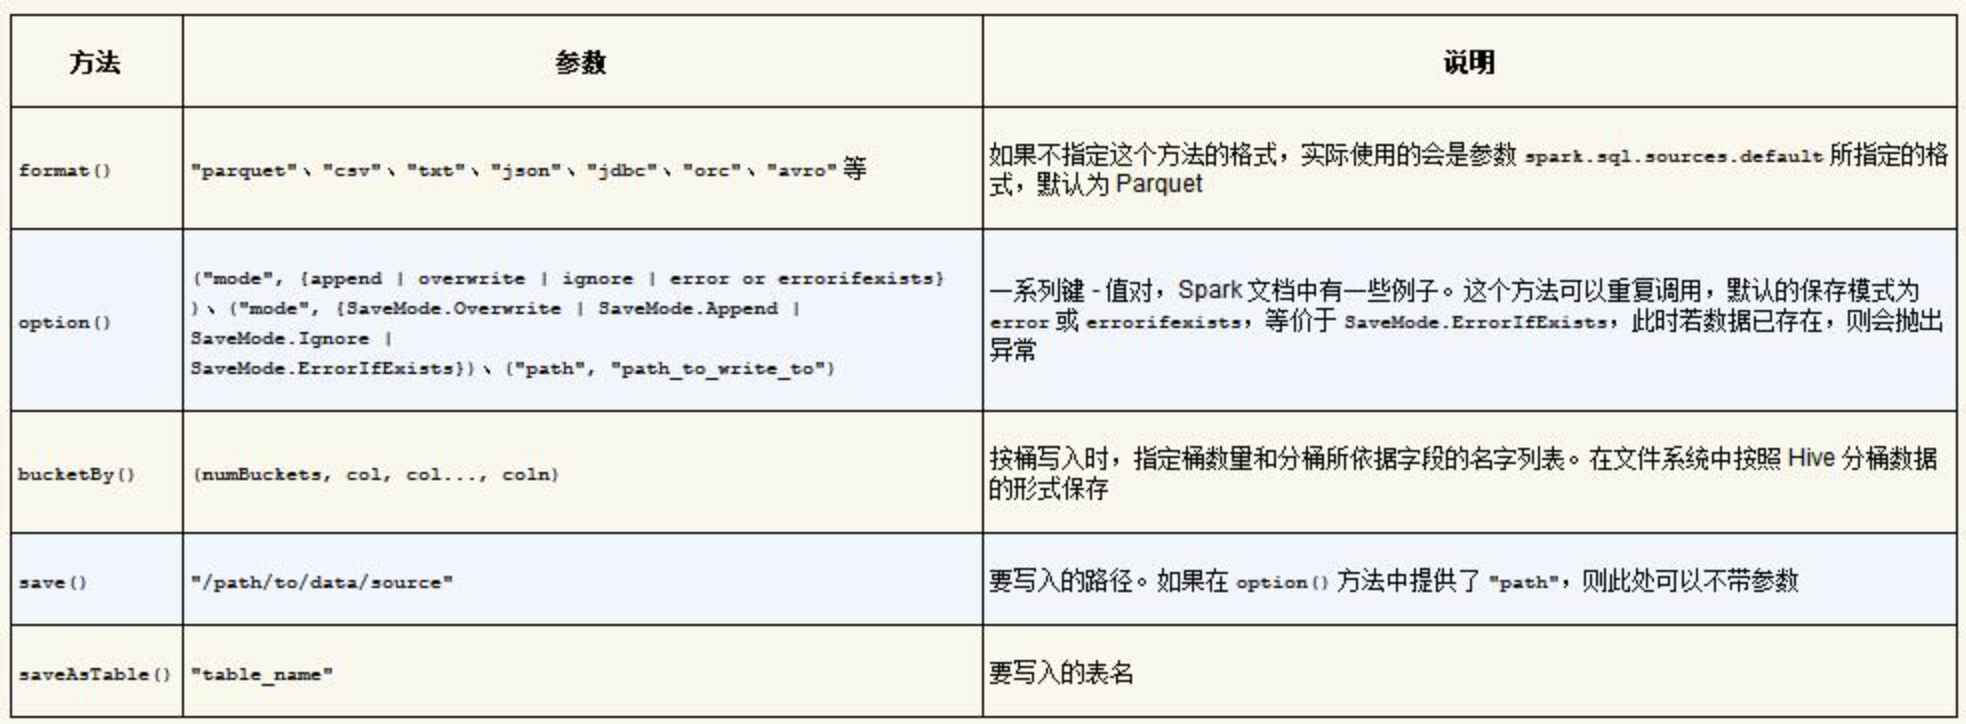 方法
参数
说明
format()
"parquet"、"csv"、"txt"、"json"、"jdbc"、"orc"、"avro" 等
如果不指定这个方法的格式，实际使用的会是参数 spark.sql.sources.default 所指定的格
式，默认为 Parquet
option()
("mode", {append | overwrite | ignore | error or errorifexists}
)、("mode", {SaveMode.Overwrite | SaveMode.Append |
SaveMode.Ignore |
SaveMode.ErrorIfExists})、("path", "path_to_write_to")
一系列键 - 值对，Spark 文档中有一些例子。这个方法可以重复调用，默认的保存模式为
error 或 errorifexists，等价于 SaveMode.ErrorIfExists，此时若数据已存在，则会抛出
异常
bucketBy()
(numBuckets, col, col..., coln)
按桶写入时，指定桶数量和分桶所依据字段的名字列表。在文件系统中按照 Hive 分桶数据
的形式保存
save()
"/path/to/data/source"
要写入的路径。如果在 option() 方法中提供了 "path"，则此处可以不带参数
saveAsTable()
"table_name"
要写入的表名